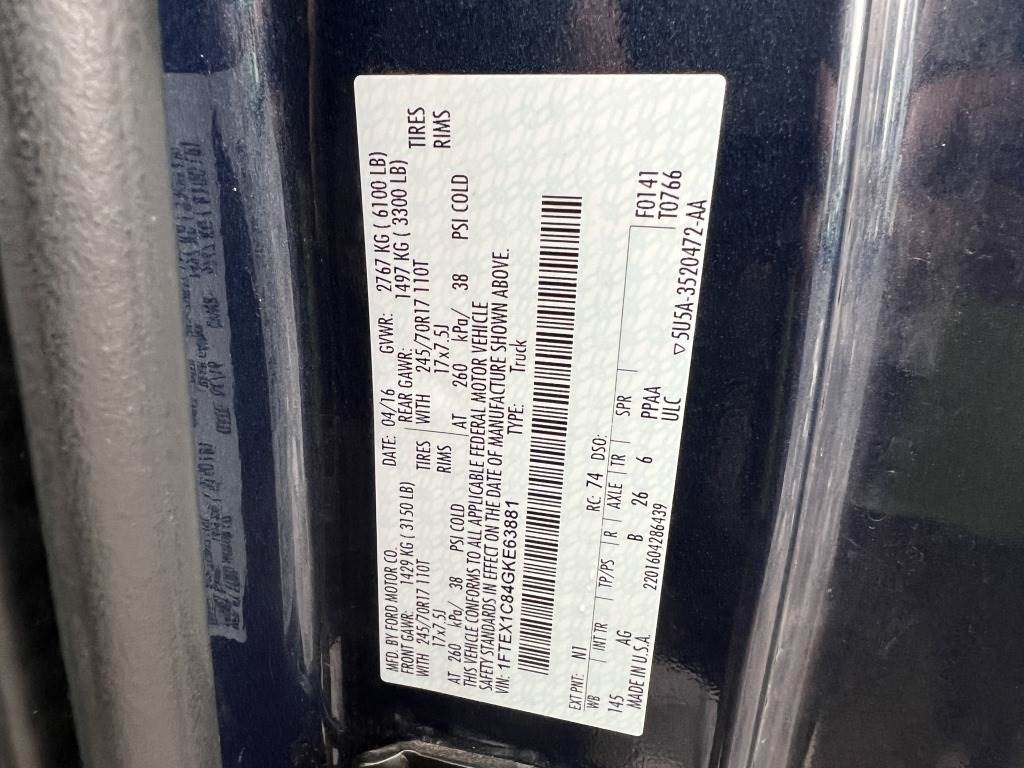 MFD BY FORD MOTOR CO. DATE: 04/16 GVWR: 2767 KG ( 6100 LB)
FRONT GAWR: 1429 KG ( 3150 LB) REAR GAWR: 1497 KG ( 3300 LB)
WITH 245/70R17 110T TIRES WITH 245/70R17 110T TIRES
17x7.5J RIMS 17x7.5J RIMS
AT 260 kPa/ 38 PSI COLD AT 260 kPa/ 38 PSI COLD
THIS VEHICLE CONFORMS TO ALL APPLICABLE FEDERAL MOTOR VEHICLE
SAFETY STANDARDS IN EFFECT ON THE DATE OF MANUFACTURE SHOWN ABOVE.
VIN: 1FTEX1C84GKE63881 TYPE: Truck
EXT PNT: N1 RC: 74 DSO: F0141
WB INT TR TP/PS R AXLE TR SPR T0766
145 AG B 26 6 PPAA
MADE IN U.S.A. 2201604286439 ULC
▽5U5A-3520472-AA